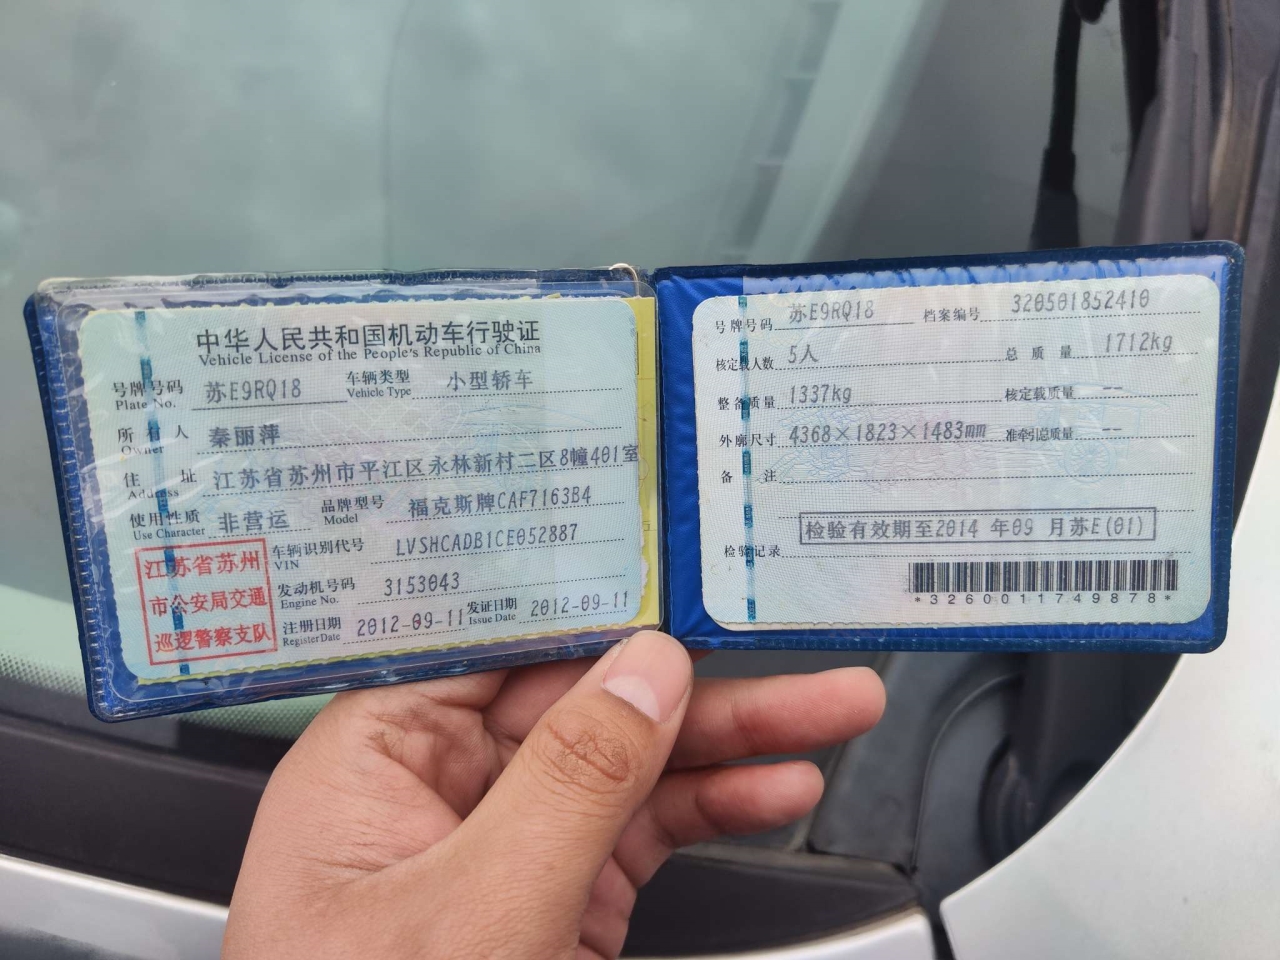 中华人民共和国机动车行驶证
Vehicle License of the People's Republic of China
号牌号码 苏E9RQ18 车辆类型 小型轿车
Plate No. Vehicle Type
所有人 秦丽萍
Owner
住址 江苏省苏州市平江区永林新村二区8幢401室
Address
使用性质 非营运 品牌型号 福克斯牌CAF7163B4
Use Character Model
车辆识别代号 LVSHCADB1CE052887
VIN
发动机号码 3153043
Engine No.
注册日期 2012-09-11 发证日期 2012-09-11
RegisterDate Issue Date
江苏省苏州
市公安局交通
巡逻警察支队
号牌号码 苏E9RQ18 档案编号 320501852410
核定载人数 5人 总质量 1712kg
整备质量 1337kg 核定载质量 --
外廓尺寸 4368×1823×1483mm 准牵引总质量 --
备注
检验有效期至2014年09月苏E(01)
检验记录
*3260011749878*